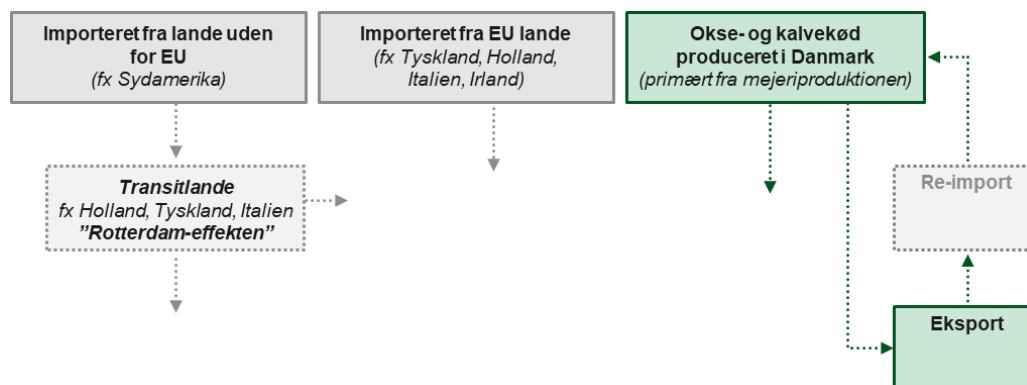 Importeret fra lande uden
for EU
(fx Sydamerika)
Importeret fra EU lande
(fx Tyskland, Holland,
Italien, Irland)
Okse- og kalvekød
produceret i Danmark
(primært fra mejeriproduktionen)
Transitlande
fx Holland, Tyskland, Italien
”Rotterdam-effekten”
Re-import
Eksport